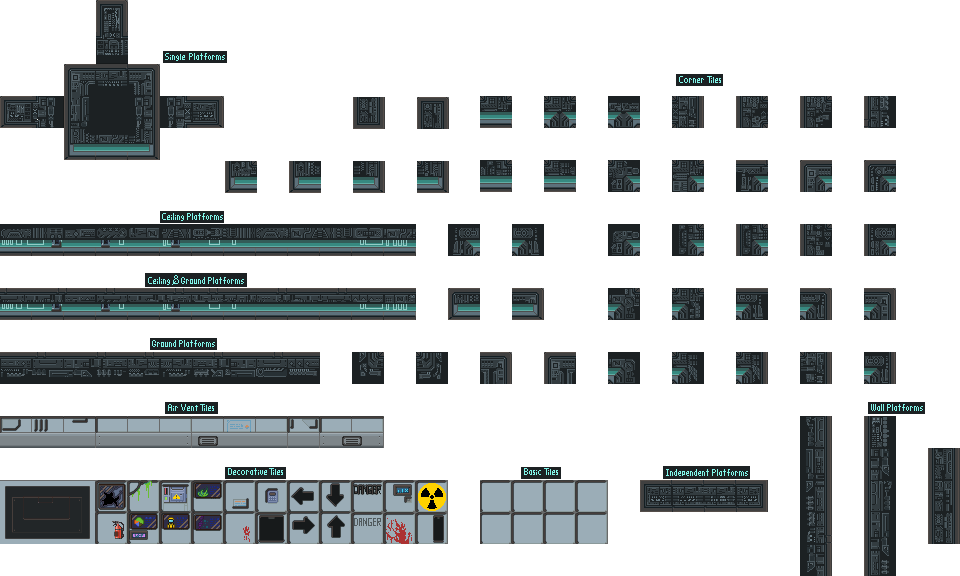 Single Platforms
Corner Tiles
Ceiling Platforms
Ceiling & Ground Platforms
Ground Platforms
Air Vent Tiles
Wall Platforms
Decorative Tiles
Basic Tiles
Independent Platforms
DANGER
DANGER